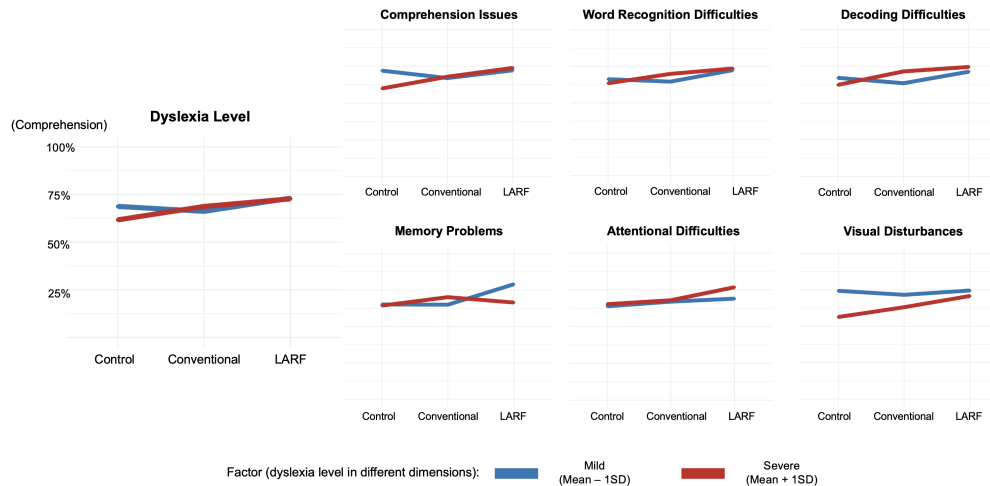 Comprehension Issues
Word Recognition Difficulties
Decoding Difficulties
Dyslexia Level
(Comprehension)
100%
75%
50%
25%
Control
Conventional
LARF
Control
Conventional
LARF
Control
Conventional
LARF
Control
Conventional
LARF
Memory Problems
Attentional Difficulties
Visual Disturbances
Control
Conventional
LARF
Control
Conventional
LARF
Control
Conventional
LARF
Factor (dyslexia level in different dimensions):
Mild
(Mean – 1SD)
Severe
(Mean + 1SD)